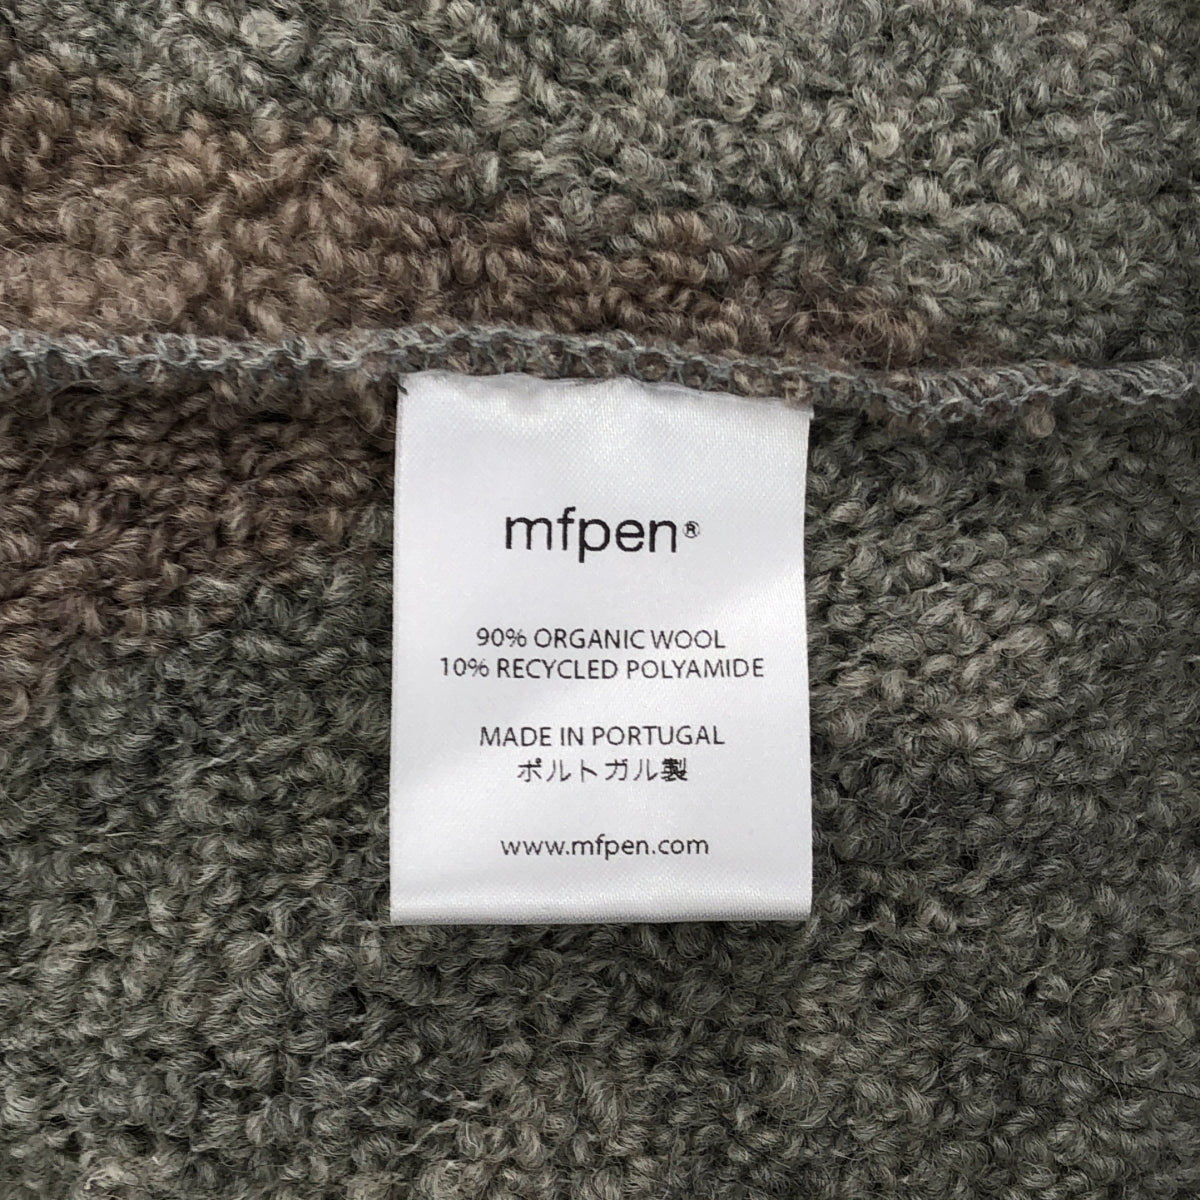 mfpen®
90% ORGANIC WOOL
10% RECYCLED POLYAMIDE
MADE IN PORTUGAL
ポルトガル製
www.mfpen.com